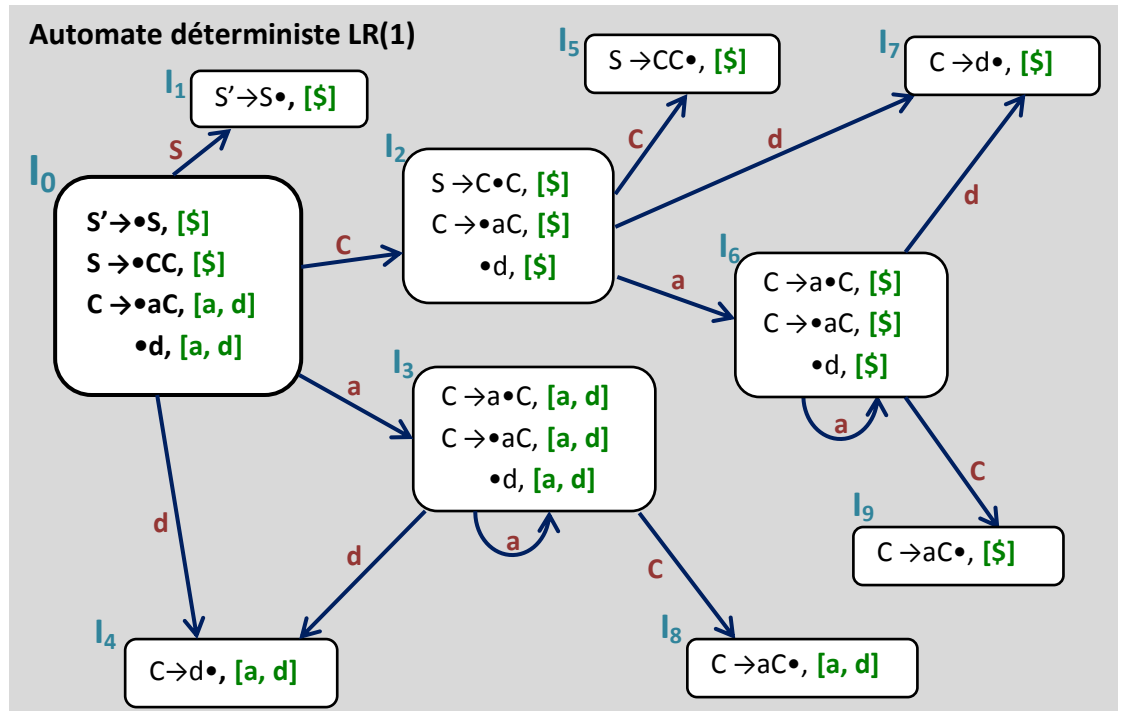 Automate déterministe LR(1)
I0
S'→•S, [$]
S →•CC, [$]
C →•aC, [a, d]
•d, [a, d]
S
I1
S'→S•, [$]
C
I2
S →C•C, [$]
C →•aC, [$]
•d, [$]
C
I5
S →CC•, [$]
d
I7
C →d•, [$]
a
I6
C →a•C, [$]
C →•aC, [$]
•d, [$]
d
a
C
I9
C →aC•, [$]
a
I3
C →a•C, [a, d]
C →•aC, [a, d]
•d, [a, d]
a
d
d
I4
C→d•, [a, d]
C
I8
C →aC•, [a, d]